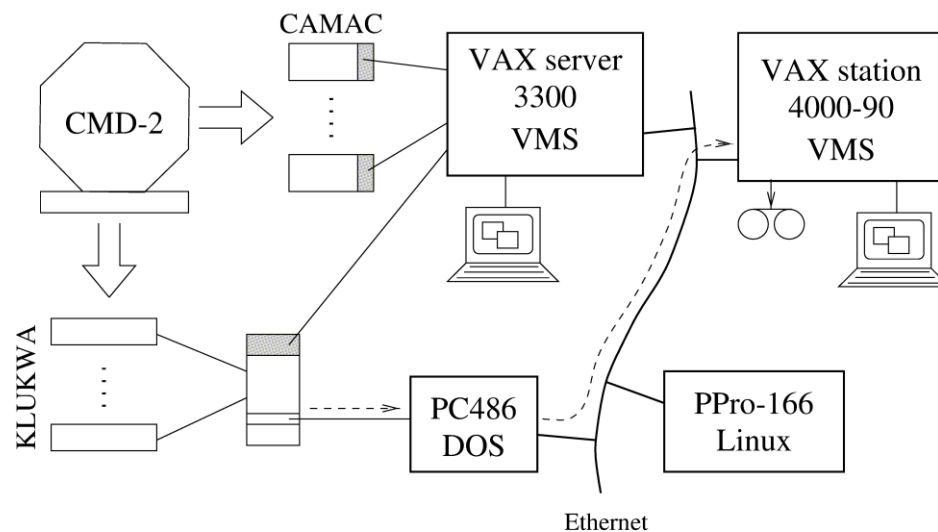 CAMAC
CMD-2
VAX server
3300
VMS
VAX station
4000-90
VMS
KLUKWA
PC486
DOS
PPro-166
Linux
Ethernet